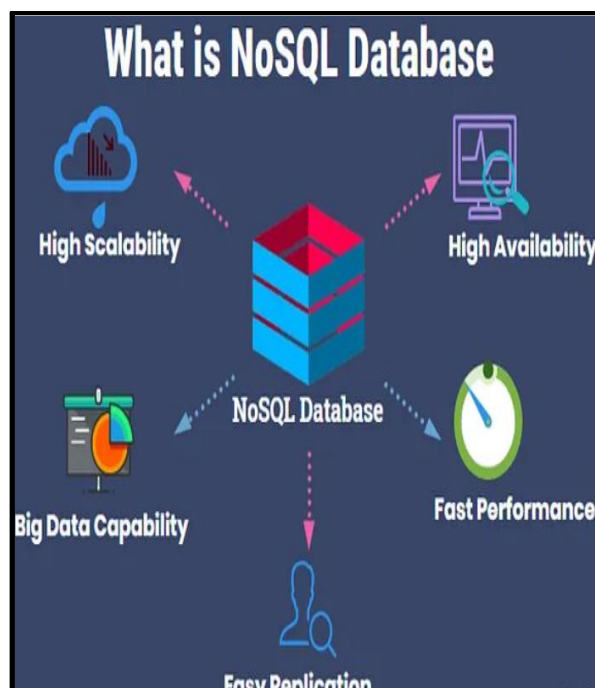 What is NoSQL Database
High Scalability
High Availability
NoSQL Database
Big Data Capability
Fast Performance
Easy Replication